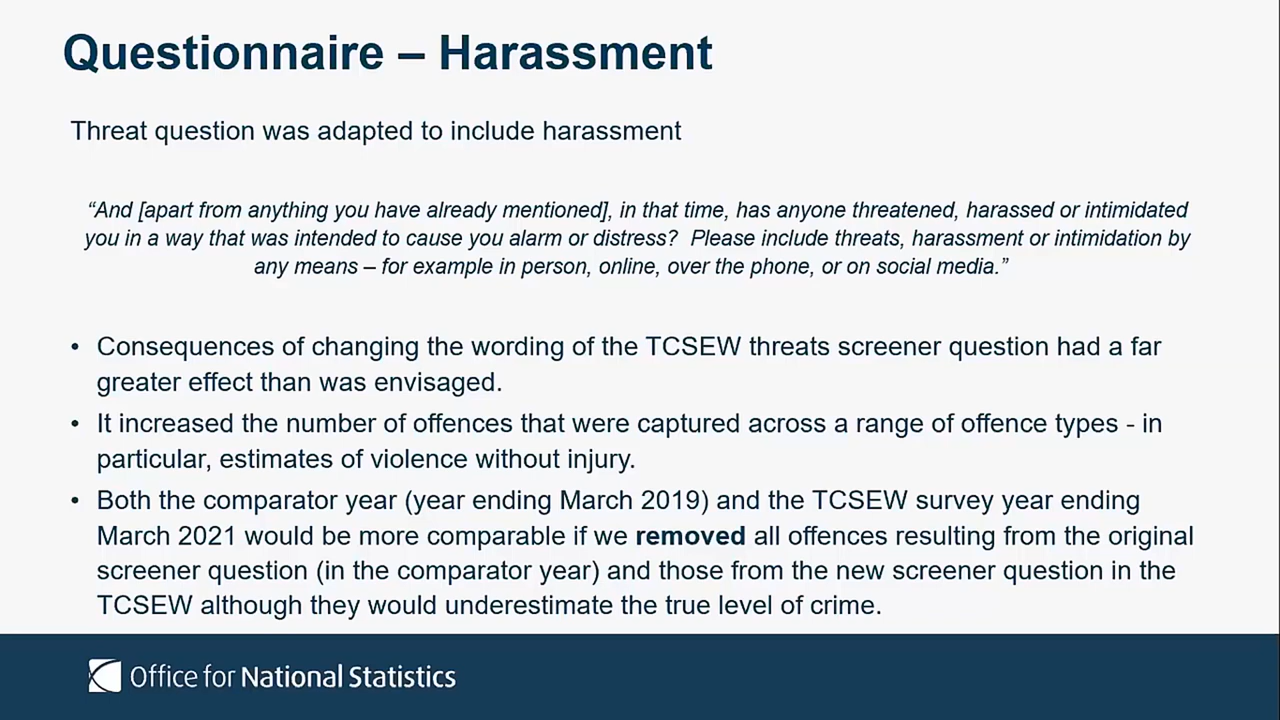 Questionnaire – Harassment
Threat question was adapted to include harassment
“And [apart from anything you have already mentioned], in that time, has anyone threatened, harassed or intimidated
you in a way that was intended to cause you alarm or distress?  Please include threats, harassment or intimidation by
any means – for example in person, online, over the phone, or on social media.”
• Consequences of changing the wording of the TCSEW threats screener question had a far
greater effect than was envisaged.
• It increased the number of offences that were captured across a range of offence types - in
particular, estimates of violence without injury.
• Both the comparator year (year ending March 2019) and the TCSEW survey year ending
March 2021 would be more comparable if we removed all offences resulting from the original
screener question (in the comparator year) and those from the new screener question in the
TCSEW although they would underestimate the true level of crime.
Office for National Statistics